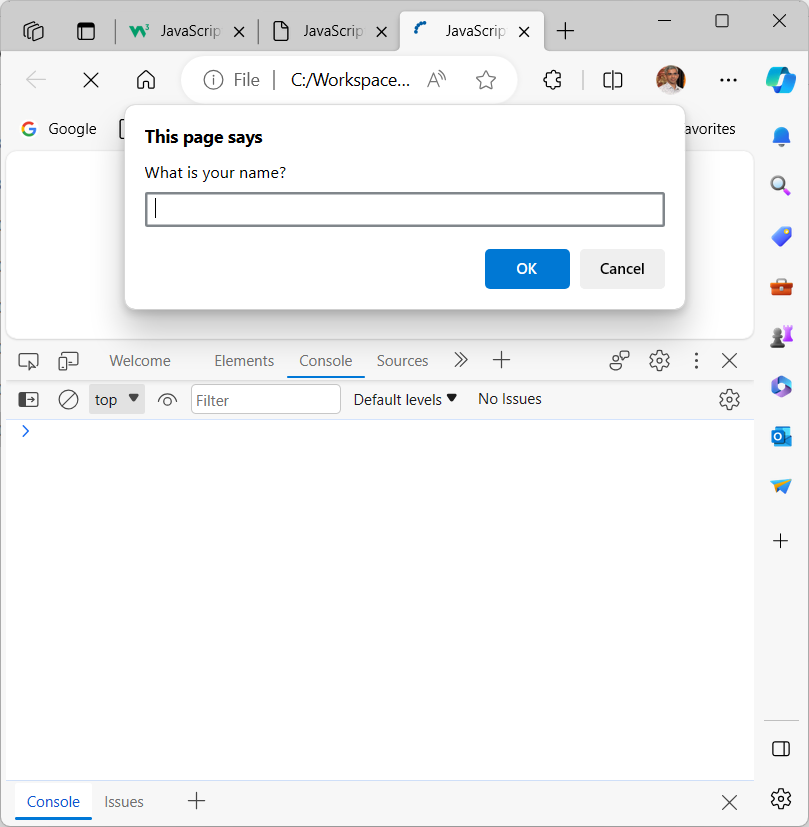 JavaScrip JavaScrip JavaScrip
File C:/Workspace...
Google avorites
This page says
What is your name?
OK Cancel
Welcome Elements Console Sources
top Filter Default levels No Issues
Console Issues